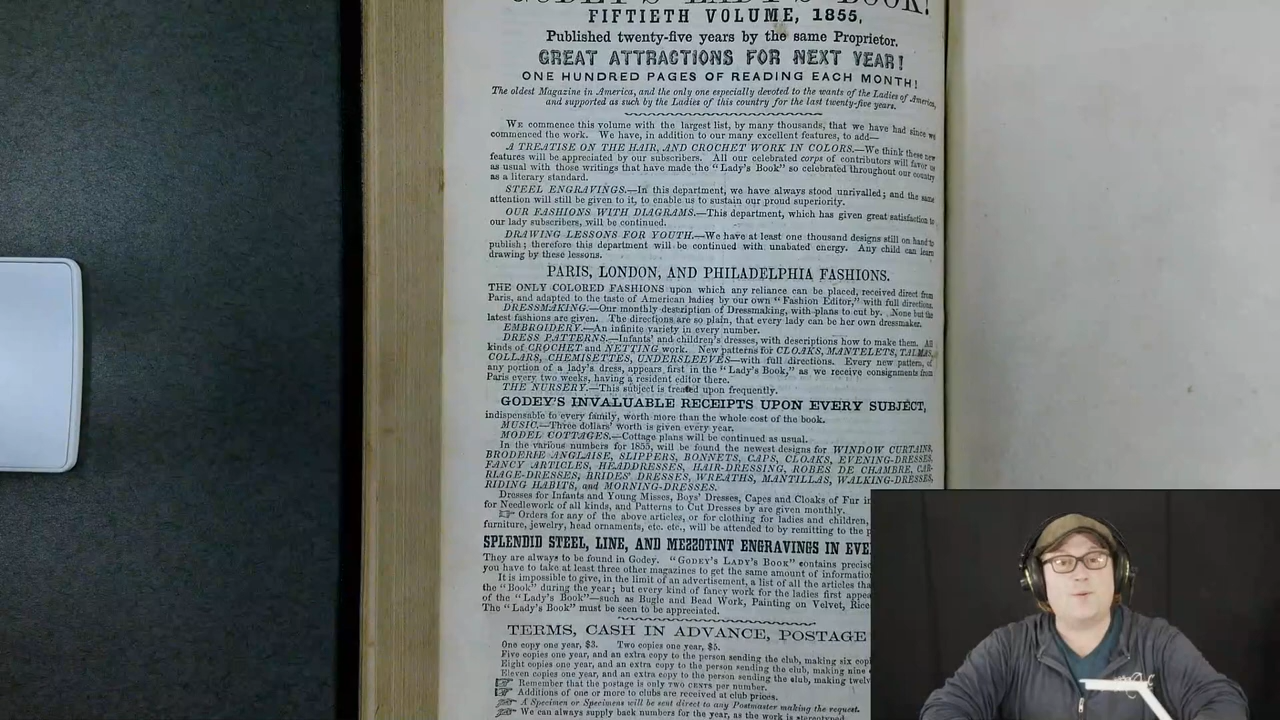 GODEY'S LADY'S BOOK!
FIFTIETH VOLUME, 1855,
Published twenty-five years by the same Proprietor.
GREAT ATTRACTIONS FOR NEXT YEAR!
ONE HUNDRED PAGES OF READING EACH MONTH!
The oldest Magazine in America, and the only one especially devoted to the wants of the Ladies of America,
and supported as such by the Ladies of this country for the last twenty-five years.
WE commence this volume with the largest list, by many thousands, that we have had since we
commenced the work. We have, in addition to our many excellent features, to add—
A TREATISE ON THE HAIR, AND CROCHET WORK IN COLORS.—We think these new
features will be appreciated by our subscribers. All our celebrated corps of contributors will favor us
as usual with those writings that have made the "Lady's Book" so celebrated throughout our country
as a literary standard.
STEEL ENGRAVINGS.—In this department, we have always stood unrivalled; and the same
attention will still be given to it, to enable us to sustain our proud superiority.
OUR FASHIONS WITH DIAGRAMS.—This department, which has given great satisfaction to
our lady subscribers, will be continued.
DRAWING LESSONS FOR YOUTH.—We have at least one thousand designs still on hand to
publish; therefore this department will be continued with unabated energy. Any child can learn
drawing by these lessons.
PARIS, LONDON, AND PHILADELPHIA FASHIONS.
THE ONLY COLORED FASHIONS upon which any reliance can be placed, received direct from
Paris, and adapted to the taste of American ladies by our own "Fashion Editor," with full directions.
DRESSMAKING.—Our monthly description of Dressmaking, with plans to cut by. None but the
latest fashions are given. The directions are so plain, that every lady can be her own dressmaker.
EMBROIDERY.—An infinite variety in every number.
DRESS PATTERNS.—Infants' and children's dresses, with descriptions how to make them. All
kinds of CROCHET and NETTING work. New patterns for CLOAKS, MANTELETS, TALMAS,
COLLARS, CHEMISETTES, UNDERSLEEVES—with full directions. Every new pattern, of
any portion of a lady's dress, appears first in the "Lady's Book," as we receive consignments from
Paris every two weeks, having a resident editor there.
THE NURSERY.—This subject is treated upon frequently.
GODEY'S INVALUABLE RECEIPTS UPON EVERY SUBJECT,
indispensable to every family, worth more than the whole cost of the book.
MUSIC.—Three dollars' worth is given every year.
MODEL COTTAGES.—Cottage plans will be continued as usual.
In the various numbers for 1855, will be found the newest designs for WINDOW CURTAINS,
BRODERIE ANGLAISE, SLIPPERS, BONNETS, CAPS, CLOAKS, EVENING-DRESSES,
FANCY ARTICLES, HEADDRESSES, HAIR-DRESSING, ROBES DE CHAMBRE, CAR-
RIAGE-DRESSES, BRIDES' DRESSES, WREATHS, MANTILLAS, WALKING-DRESSES,
RIDING HABITS, and MORNING-DRESSES.
Dresses for Infants and Young Misses, Boys' Dresses, Capes and Cloaks of Fur in
for Needlework of all kinds, and Patterns to Cut Dresses by are given monthly.
Orders for any of the above articles, or for clothing for ladies and children,
furniture, jewelry, head ornaments, etc. etc., will be attended to by remitting to the p
SPLENDID STEEL, LINE, AND MEZZOTINT ENGRAVINGS IN EVE
They are always to be found in Godey. "GODEY'S LADY'S BOOK" contains precise
you have to take at least three other magazines to get the same amount of information
It is impossible to give, in the limit of an advertisement, a list of all the articles tha
the "Book" during the year; but every kind of fancy work for the ladies first appea
of the "Lady's Book"—such as Bugle and Bead Work, Painting on Velvet, Rice
The "Lady's Book" must be seen to be appreciated.
TERMS, CASH IN ADVANCE, POSTAGE
One copy one year, $3. Two copies one year, $5.
Five copies one year, and an extra copy to the person sending the club, making six cop
Eight copies one year, and an extra copy to the person sending the club, making nine
Eleven copies one year, and an extra copy to the person sending the club, making twel
Remember that the postage is only TWO CENTS per number.
Additions of one or more to clubs are received at club prices.
A Specimen or Specimens will be sent direct to any Postmaster making the request.
We can always supply back numbers for the year, as the work is stereotyped.